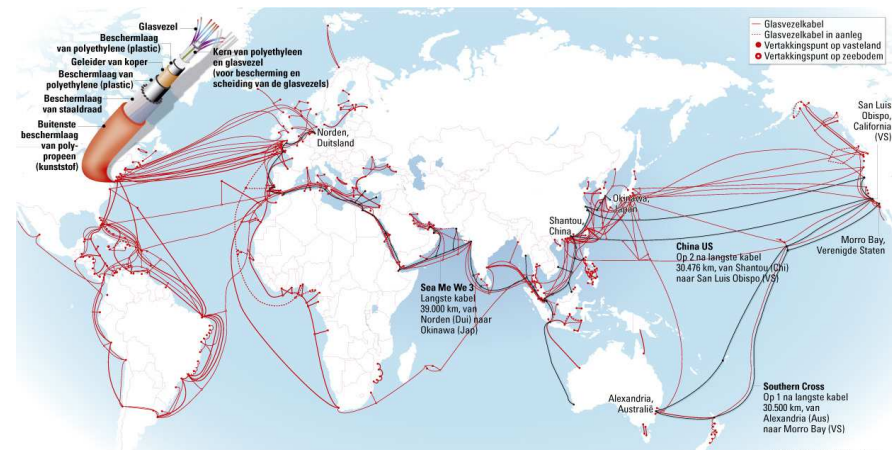 Glasvezel
Beschermlaag
van polyethylene (plastic)
Geleider van koper
Beschermlaag van
polyethylene (plastic)
Beschermlaag
van staaldraad
Buitenste
beschermlaag
van poly-
propeen
(kunststof)
Kern van polyethyleen
en glasvezel
(voor bescherming en
scheiding van de glasvezels)
Glasvezelkabel
Glasvezelkabel in aanleg
Vertakkingspunt op vasteland
Vertakkingspunt op zeebodem
San Luis
Obispo,
California
(VS)
Norden,
Duitsland
Okinawa,
Japan
Shantou,
China
Morro Bay,
Verenigde Staten
China US
Op 2 na langste kabel
30.476 km, van Shantou (Chi)
naar San Luis Obispo (VS)
Sea Me We 3
Langste kabel
39.000 km, van
Norden (Dui) naar
Okinawa (Jap)
Alexandria,
Australië
Southern Cross
Op 1 na langste kabel
30.500 km, van
Alexandria (Aus)
naar Morro Bay (VS)